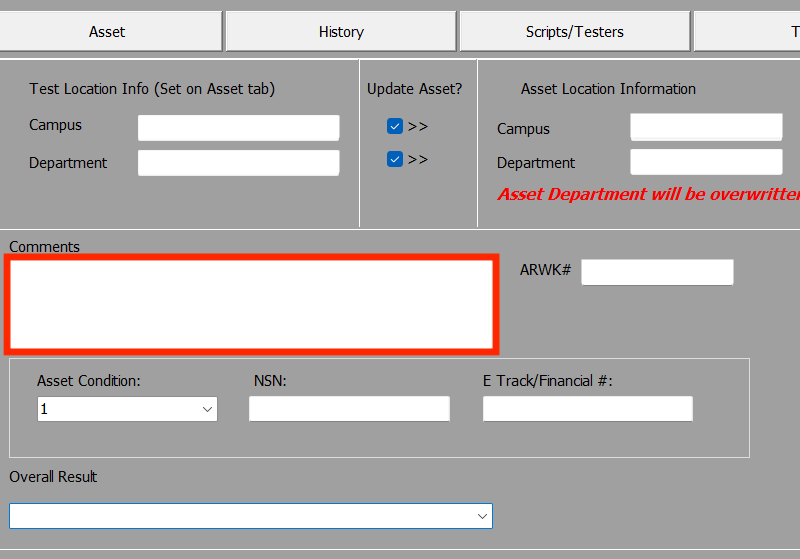 Asset History Scripts/Testers T
Test Location Info (Set on Asset tab) Update Asset? Asset Location Information
Campus >> Campus
Department >> Department
Asset Department will be overwritten
Comments
ARWK#
Asset Condition: NSN: E Track/Financial #:
1
Overall Result